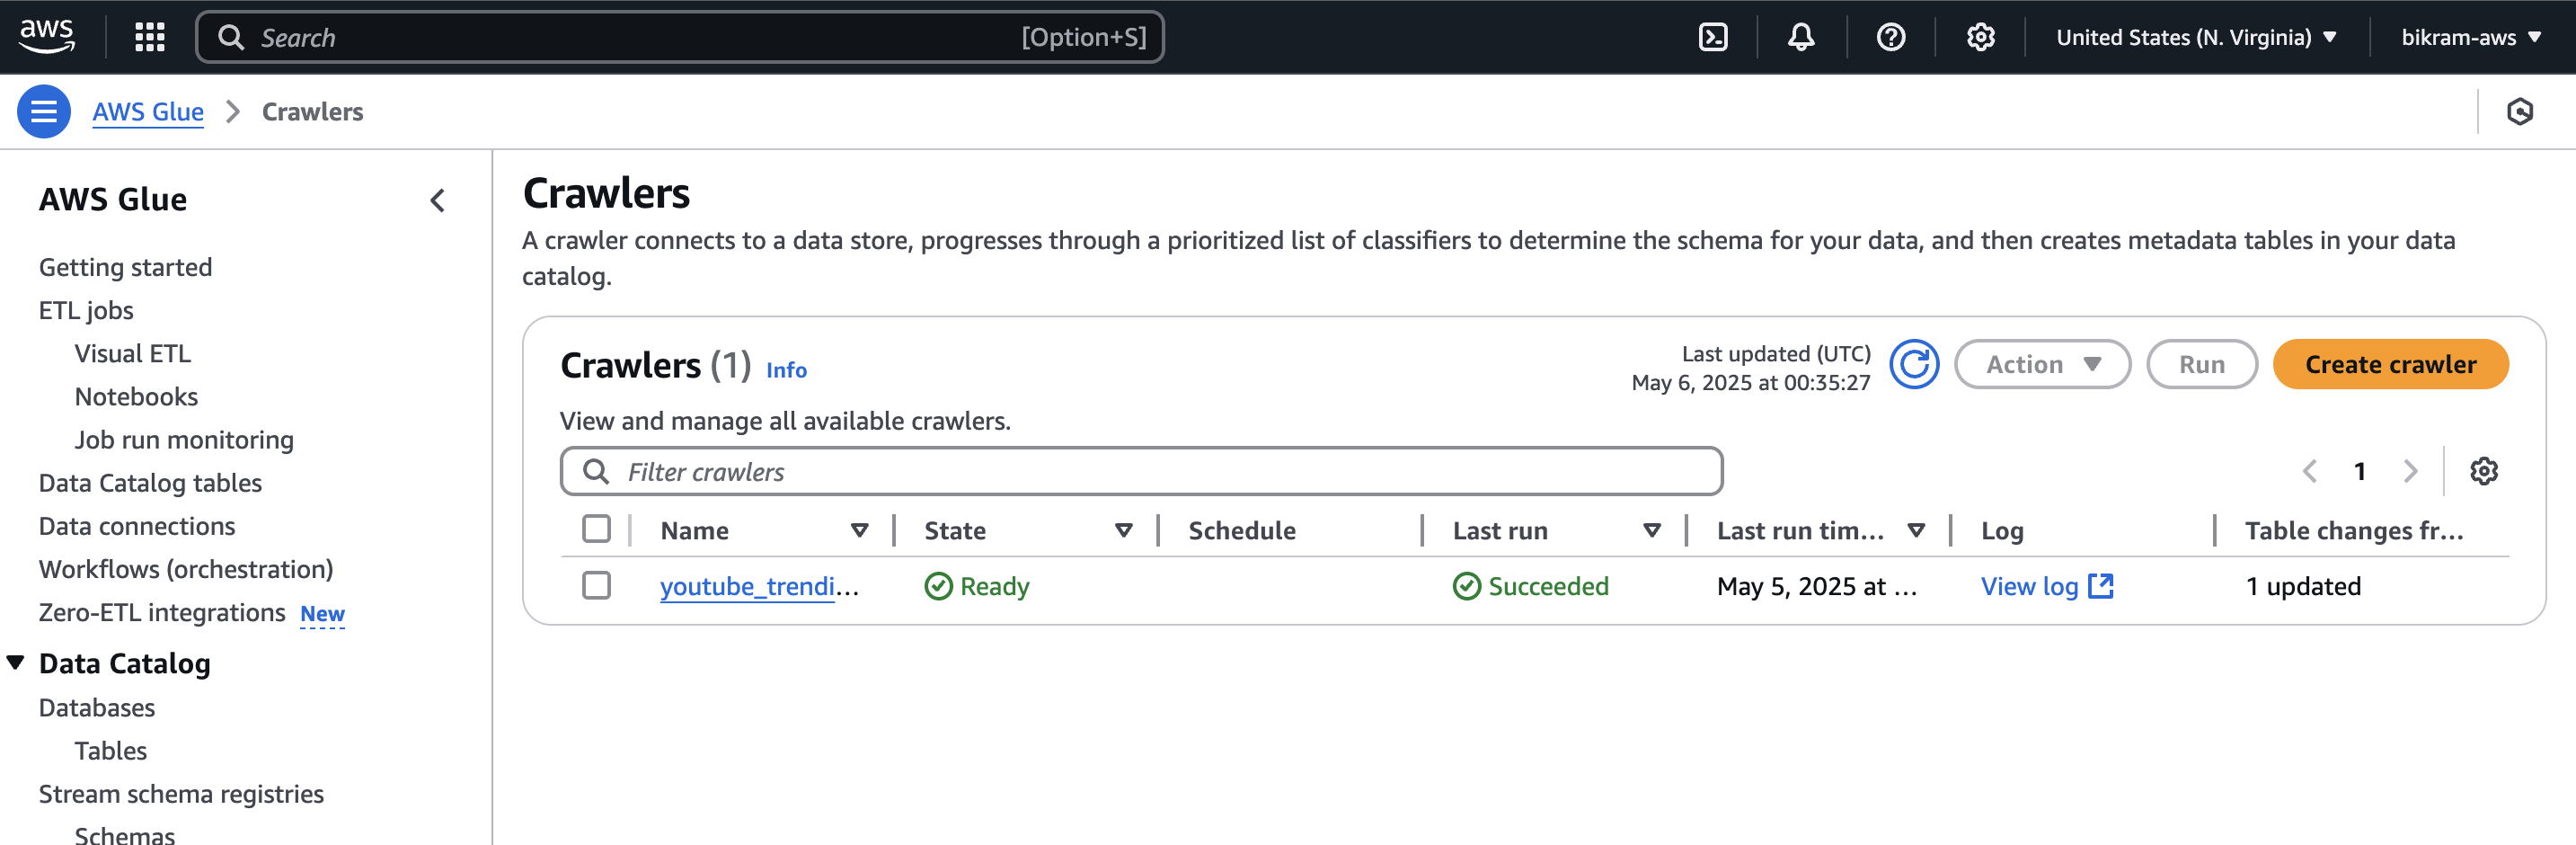 aws
Search [Option+S]
United States (N. Virginia)
bikram-aws
AWS Glue
Crawlers
AWS Glue
Getting started
ETL jobs
Visual ETL
Notebooks
Job run monitoring
Data Catalog tables
Data connections
Workflows (orchestration)
Zero-ETL integrations New
Data Catalog
Databases
Tables
Stream schema registries
Schemas
Crawlers
A crawler connects to a data store, progresses through a prioritized list of classifiers to determine the schema for your data, and then creates metadata tables in your data
catalog.
Crawlers (1) Info
Last updated (UTC)
May 6, 2025 at 00:35:27
Action
Run
Create crawler
View and manage all available crawlers.
Filter crawlers
1
Name State Schedule Last run Last run tim... Log Table changes fr...
youtube_trendi... Ready Succeeded May 5, 2025 at ... View log 1 updated